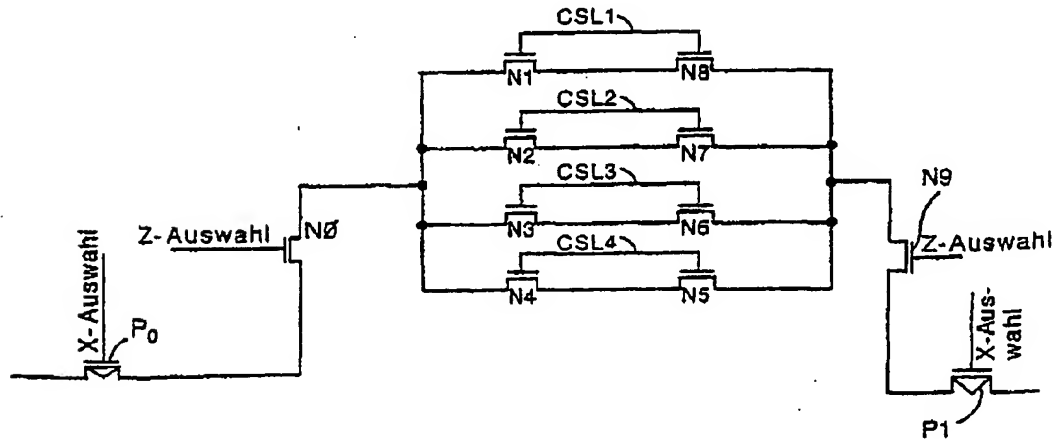 CSL1
N1
N8
CSL2
N2
N7
CSL3
N3
N6
N9
Z-Auswahl
NØ
Z-Auswahl
CSL4
N4
N5
X-Auswahl
P0
X-Aus-
wahl
P1